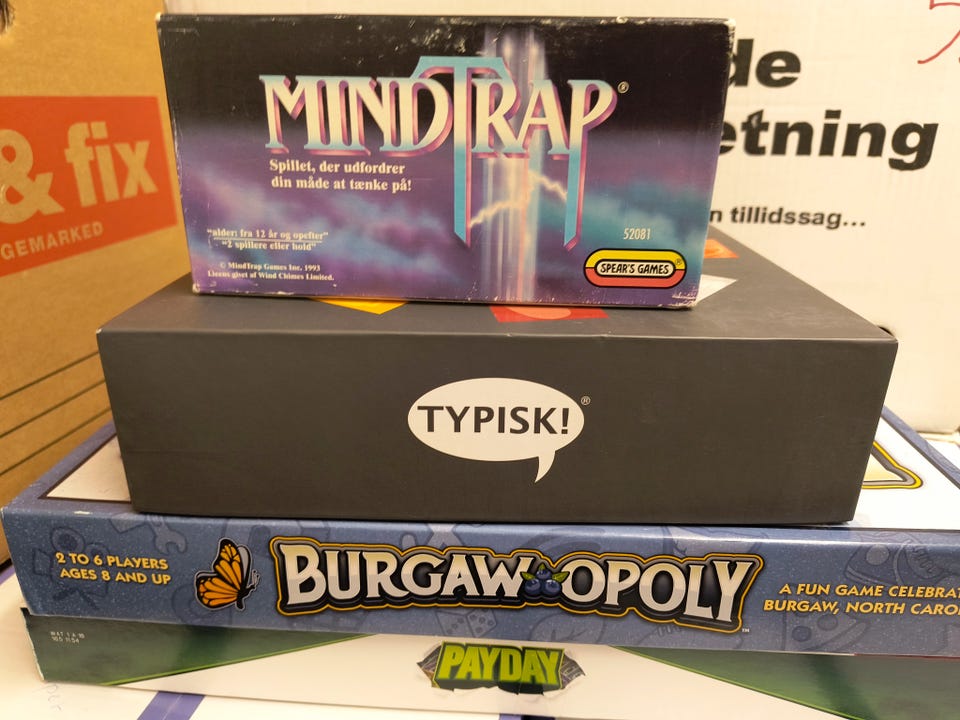 & fix
GEMARKED
de
etning
n tillidssag...
MINDTRAP®
Spillet, der udfordrer
din måde at tænke på!
"alder: fra 12 år og opefter"
"2 spillere eller hold"
© MindTrap Games Inc. 1993
Licens givet af Wind Chimes Limited.
52081
SPEAR'S GAMES®
TYPISK!®
2 TO 6 PLAYERS
AGES 8 AND UP
BURGAW-OPOLY™
A FUN GAME CELEBRAT
BURGAW, NORTH CARO
PAYDAY